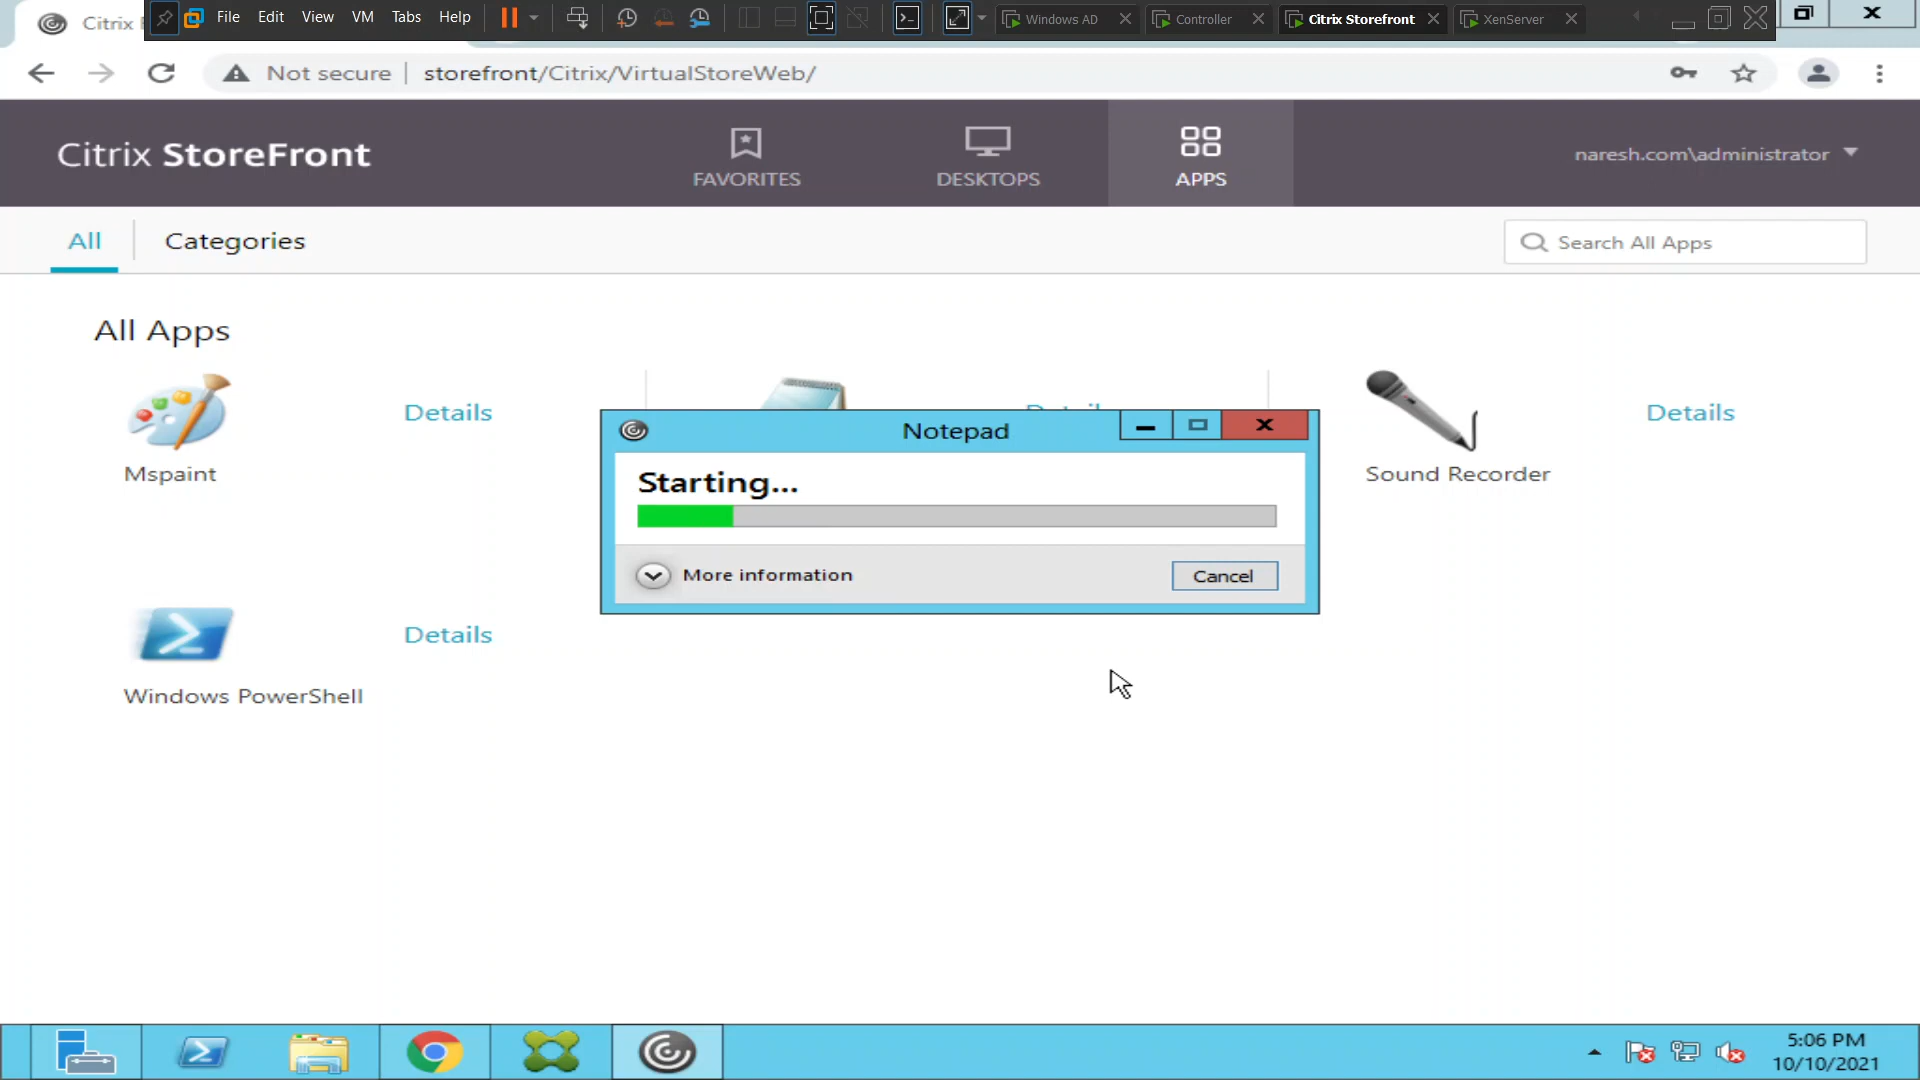 File Edit View VM Tabs Help Windows AD Controller Citrix Storefront XenServer
Citrix
Not secure storefront/Citrix/VirtualStoreWeb/
Citrix StoreFront
FAVORITES
DESKTOPS
APPS
naresh.com\administrator
All Categories
Search All Apps
All Apps
Details
Details
Mspaint
Sound Recorder
Notepad
Starting...
More information
Cancel
Details
Windows PowerShell
5:06 PM
10/10/2021